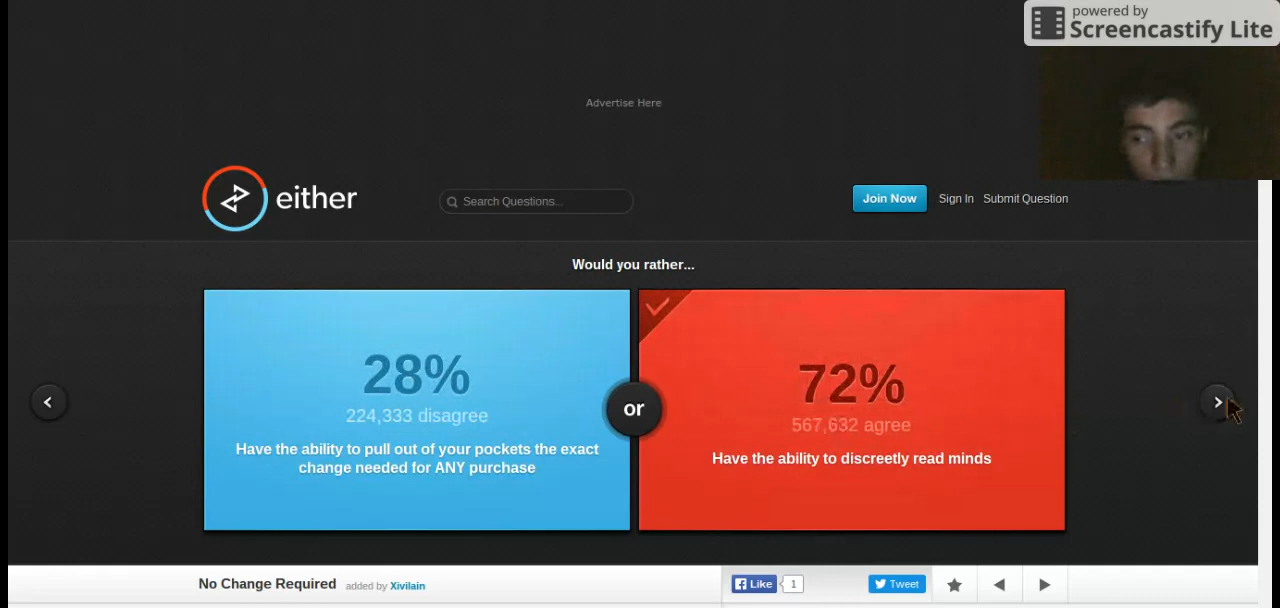 powered by
Screencastify Lite
Advertise Here
either
Search Questions...
Join Now
Sign In
Submit Question
Would you rather...
28%
224,333 disagree
Have the ability to pull out of your pockets the exact
change needed for ANY purchase
or
72%
567,632 agree
Have the ability to discreetly read minds
No Change Required
added by Xivilain
Like
1
Tweet